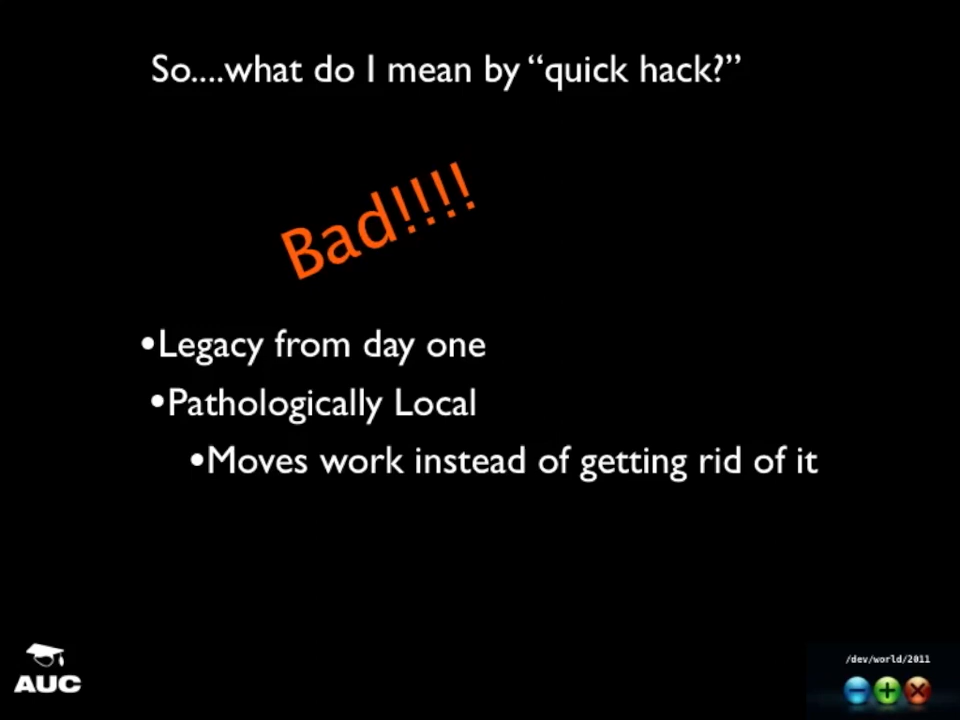 So....what do I mean by “quick hack?”
Bad!!!!
•Legacy from day one
•Pathologically Local
•Moves work instead of getting rid of it
AUC
/dev/world/2011